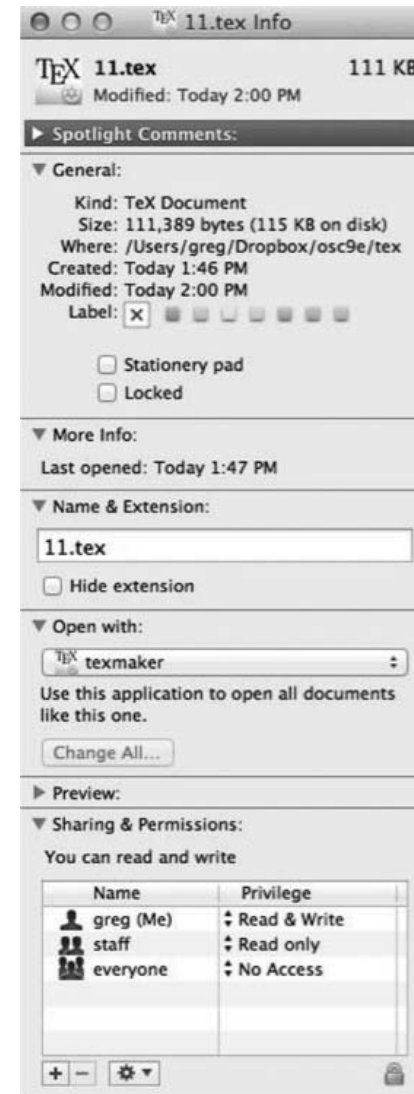 TEX 11.tex Info
TEX 11.tex 111 KB
Modified: Today 2:00 PM
Spotlight Comments:
General:
Kind: TeX Document
Size: 111,389 bytes (115 KB on disk)
Where: /Users/greg/Dropbox/osc9e/tex
Created: Today 1:46 PM
Modified: Today 2:00 PM
Label: x
Stationery pad
Locked
More Info:
Last opened: Today 1:47 PM
Name & Extension:
11.tex
Hide extension
Open with:
TEX texmaker
Use this application to open all documents
like this one.
Change All...
Preview:
Sharing & Permissions:
You can read and write
Name Privilege
greg (Me) Read & Write
staff Read only
everyone No Access